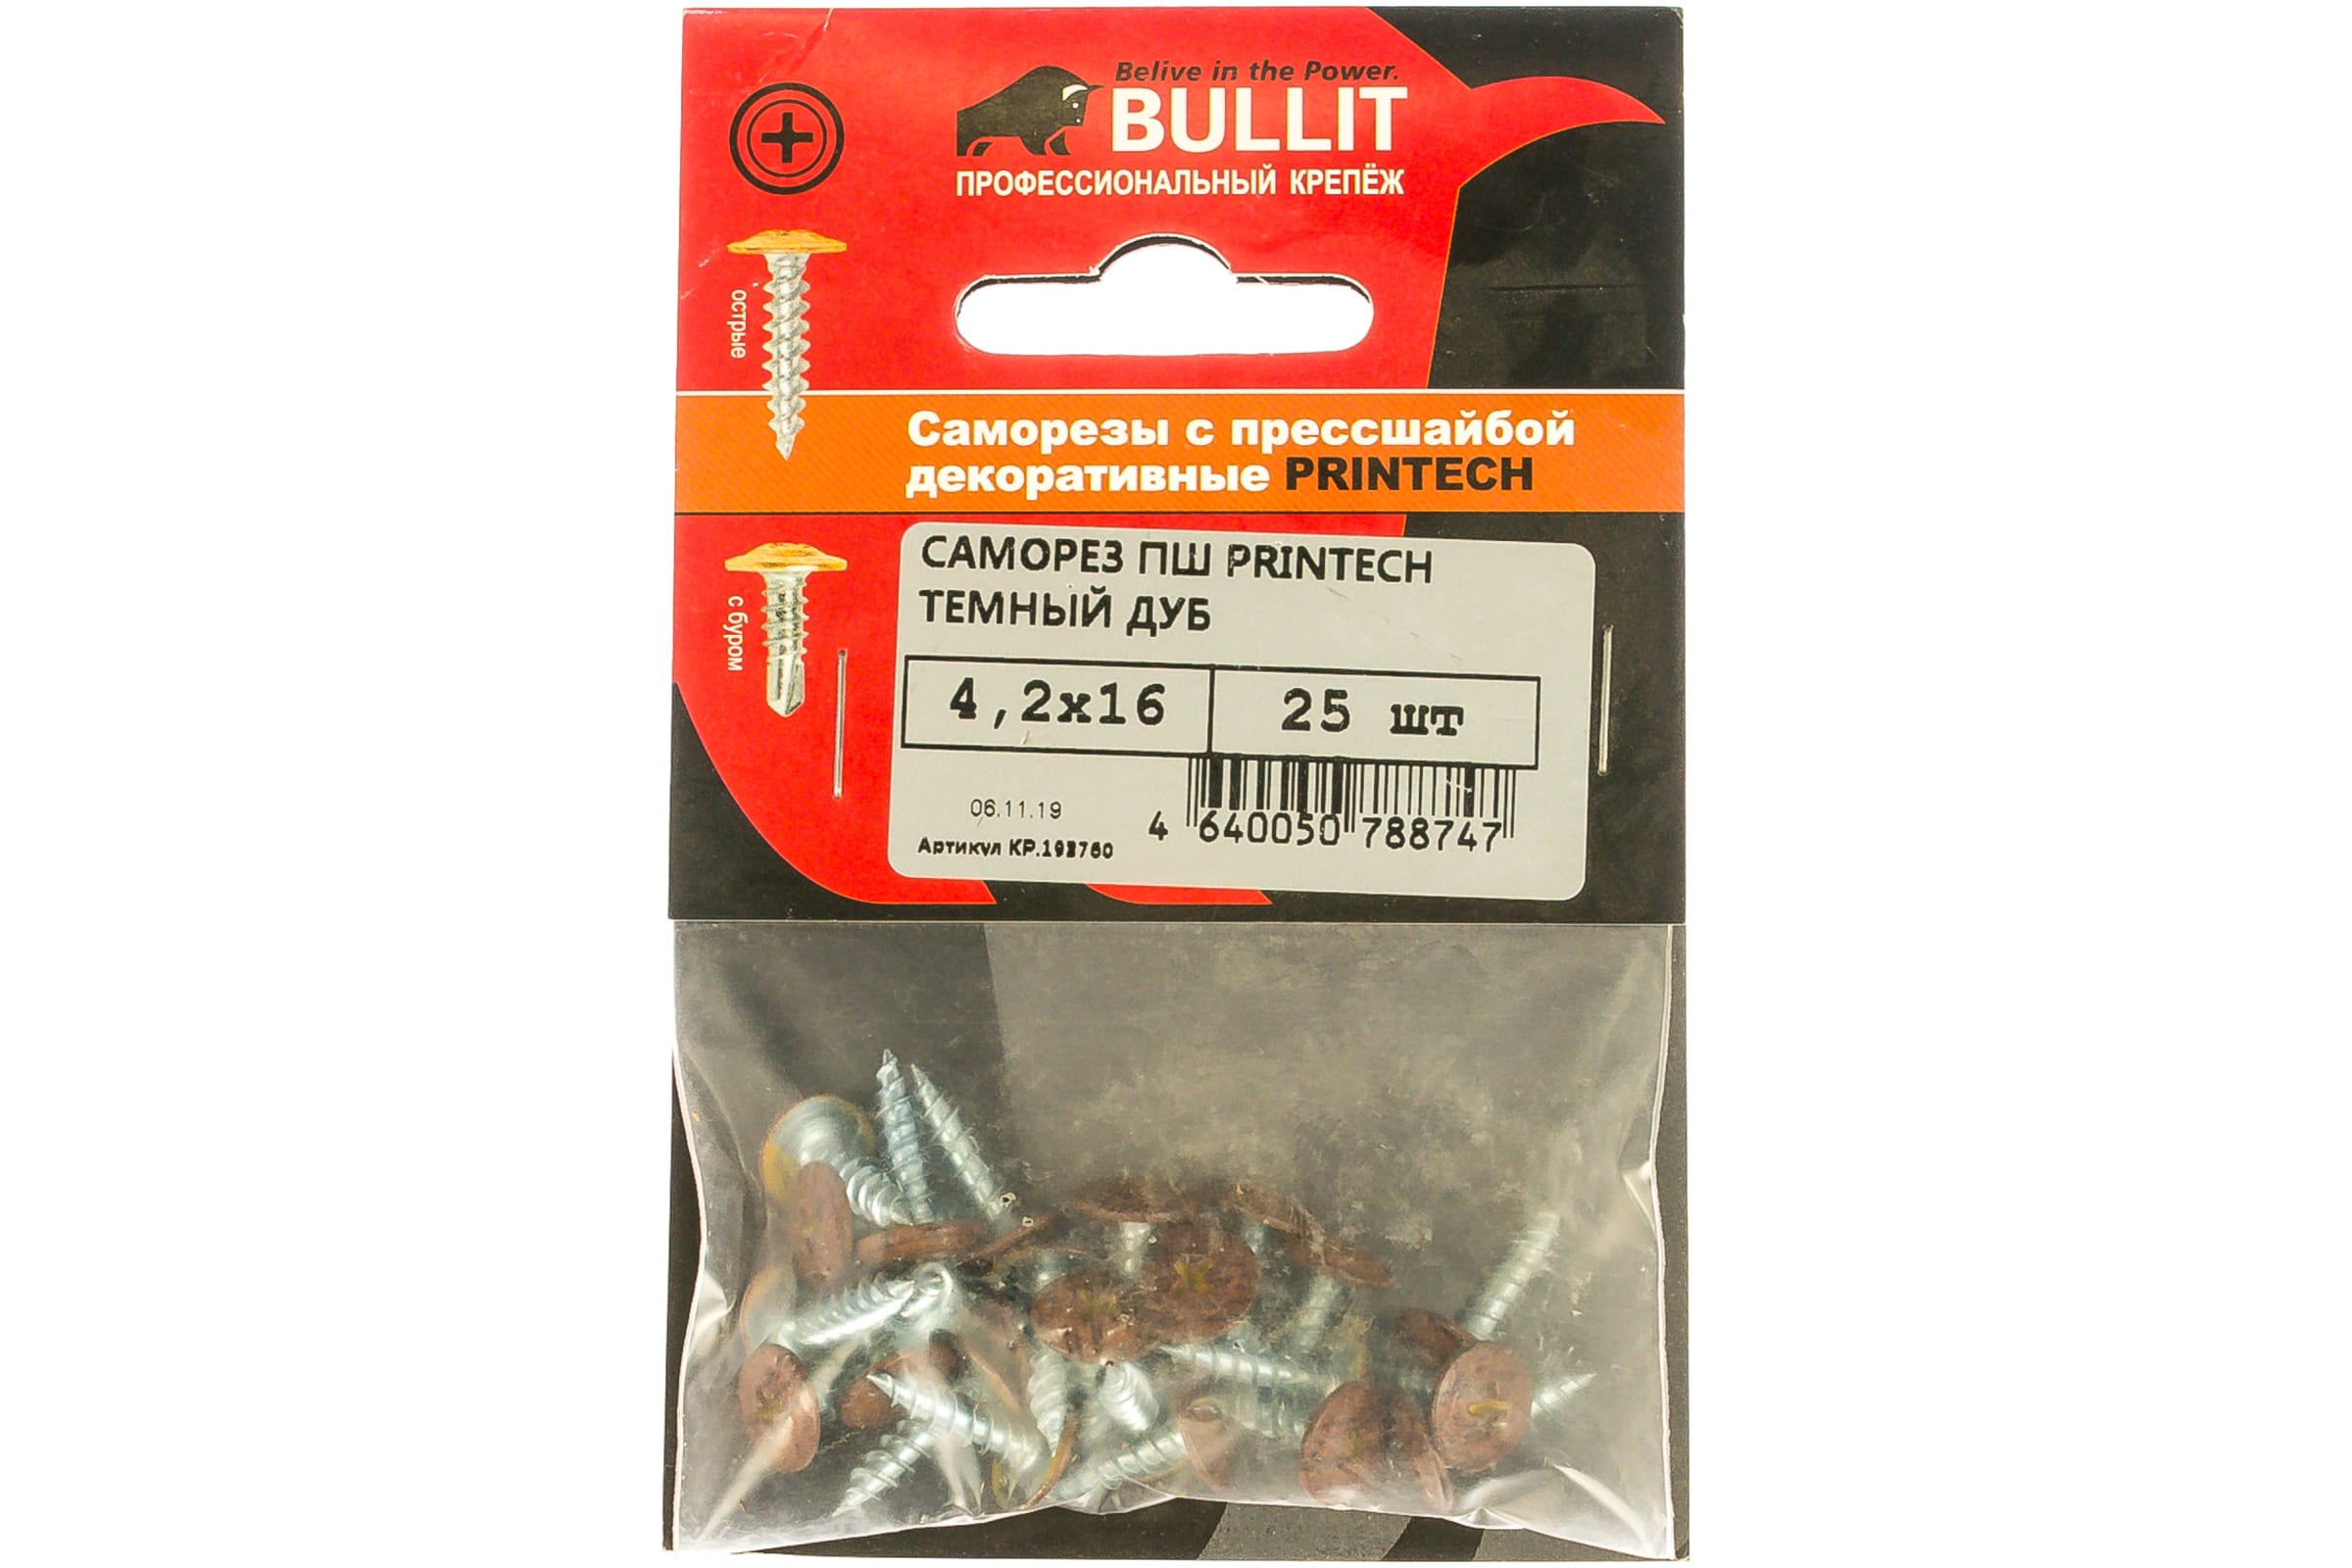 Belive in the Power.
BULLIT
ПРОФЕССИОНАЛЬНЫЙ КРЕПЁЖ
острые
Саморезы с прессшайбой
декоративные PRINTECH
с буром
САМОРЕЗ ПШ PRINTECH
ТЕМНЫЙ ДУБ
4,2x16 25 шт
06.11.19
4 640050 788747
Артикул